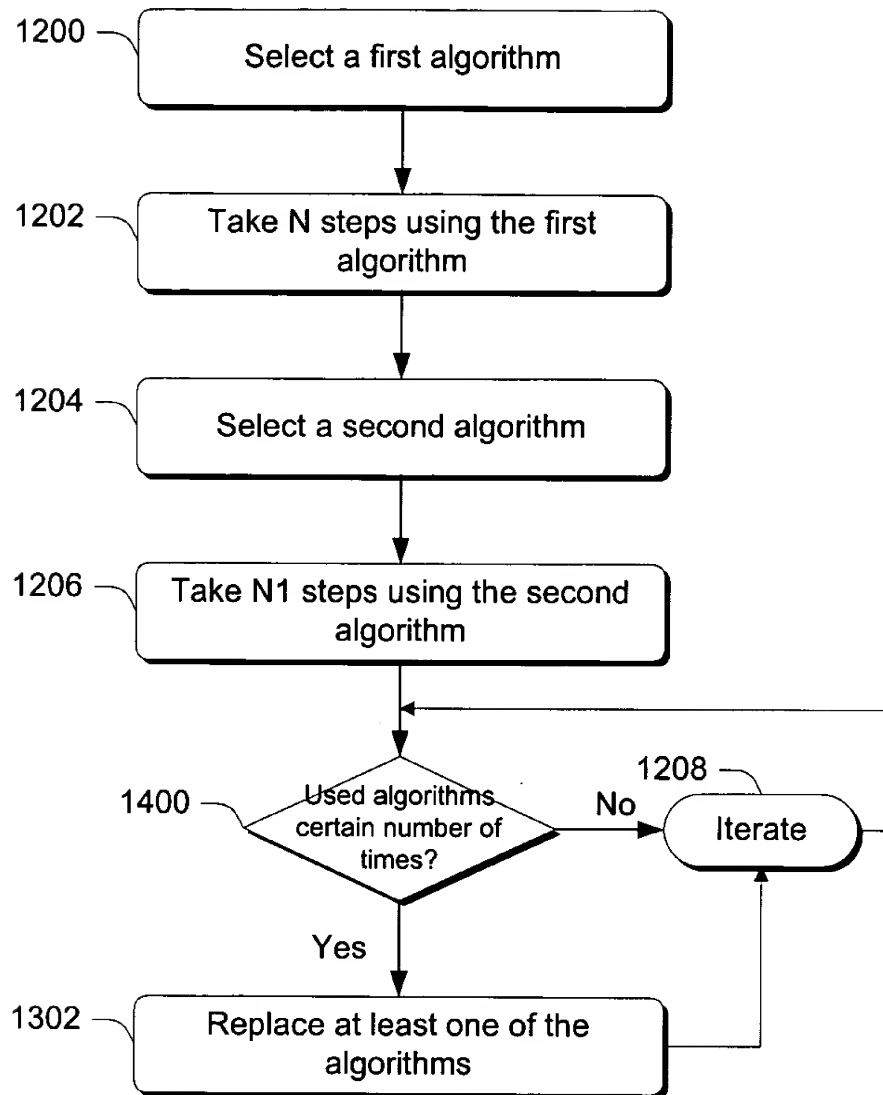 1200
Select a first algorithm
1202
Take N steps using the first
algorithm
1204
Select a second algorithm
1206
Take N1 steps using the second
algorithm
1400
Used algorithms
certain number of
times?
No
1208
Iterate
Yes
1302
Replace at least one of the
algorithms